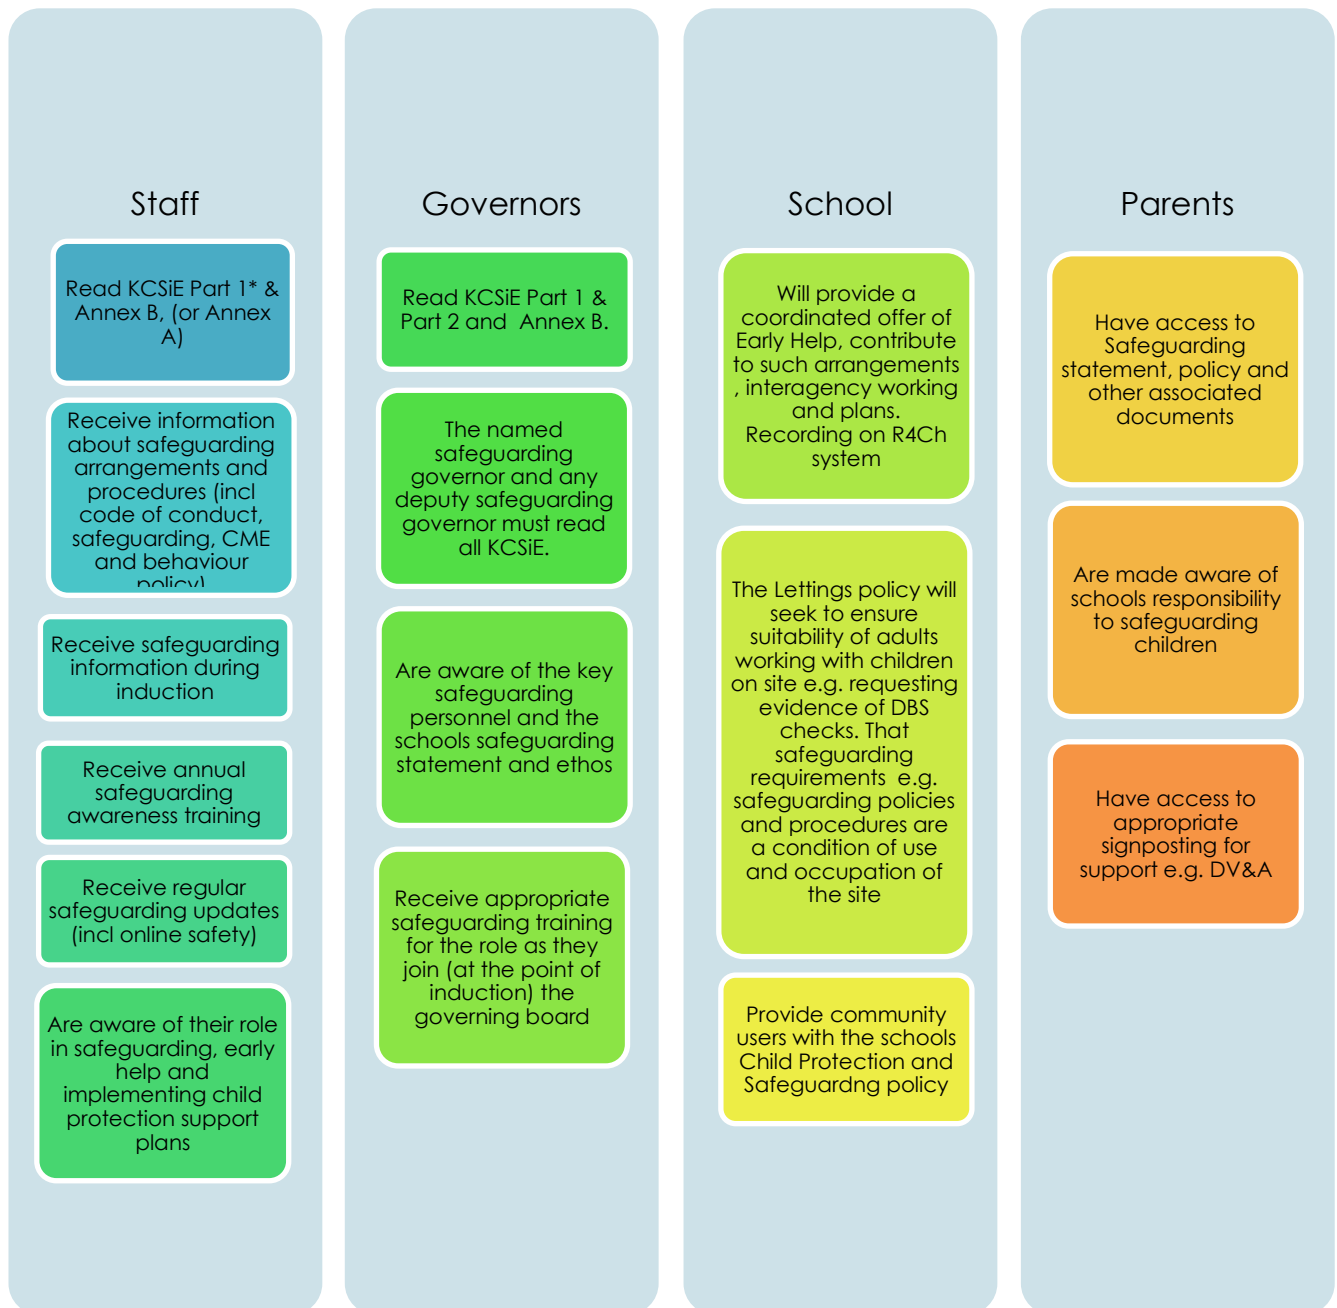 Staff
Read KCSiE Part 1* &
Annex B, (or Annex
A)
Receive information
about safeguarding
arrangements and
procedures (incl
code of conduct,
safeguarding, CME
and behaviour
policy)
Receive safeguarding
information during
induction
Receive annual
safeguarding
awareness training
Receive regular
safeguarding updates
(incl online safety)
Are aware of their role
in safeguarding, early
help and
implementing child
protection support
plans
Governors
Read KCSiE Part 1 &
Part 2 and  Annex B.
The named
safeguarding
governor and any
deputy safeguarding
governor must read
all KCSiE.
Are aware of the key
safeguarding
personnel and the
schools safeguarding
statement and ethos
Receive appropriate
safeguarding training
for the role as they
join (at the point of
induction) the
governing board
School
Will provide a
coordinated offer of
Early Help, contribute
to such arrangements
, interagency working
and plans.
Recording on R4Ch
system
The Lettings policy will
seek to ensure
suitability of adults
working with children
on site e.g. requesting
evidence of DBS
checks. That
safeguarding
requirements  e.g.
safeguarding policies
and procedures are
a condition of use
and occupation of
the site
Provide community
users with the schools
Child Protection and
Safeguardng policy
Parents
Have access to
Safeguarding
statement, policy and
other associated
documents
Are made aware of
schools responsibility
to safeguarding
children
Have access to
appropriate
signposting for
support e.g. DV&A